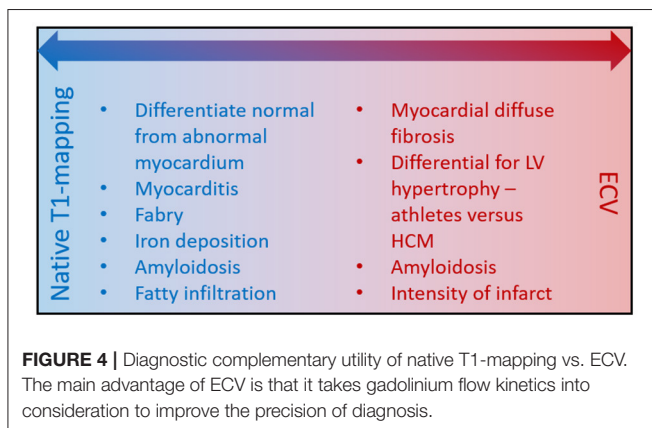 Native T1-mapping
• Differentiate normal
from abnormal
myocardium
• Myocarditis
• Fabry
• Iron deposition
• Amyloidosis
• Fatty infiltration
• Myocardial diffuse
fibrosis
• Differential for LV
hypertrophy –
athletes versus
HCM
• Amyloidosis
• Intensity of infarct
ECV
FIGURE 4 | Diagnostic complementary utility of native T1-mapping vs. ECV.
The main advantage of ECV is that it takes gadolinium flow kinetics into
consideration to improve the precision of diagnosis.